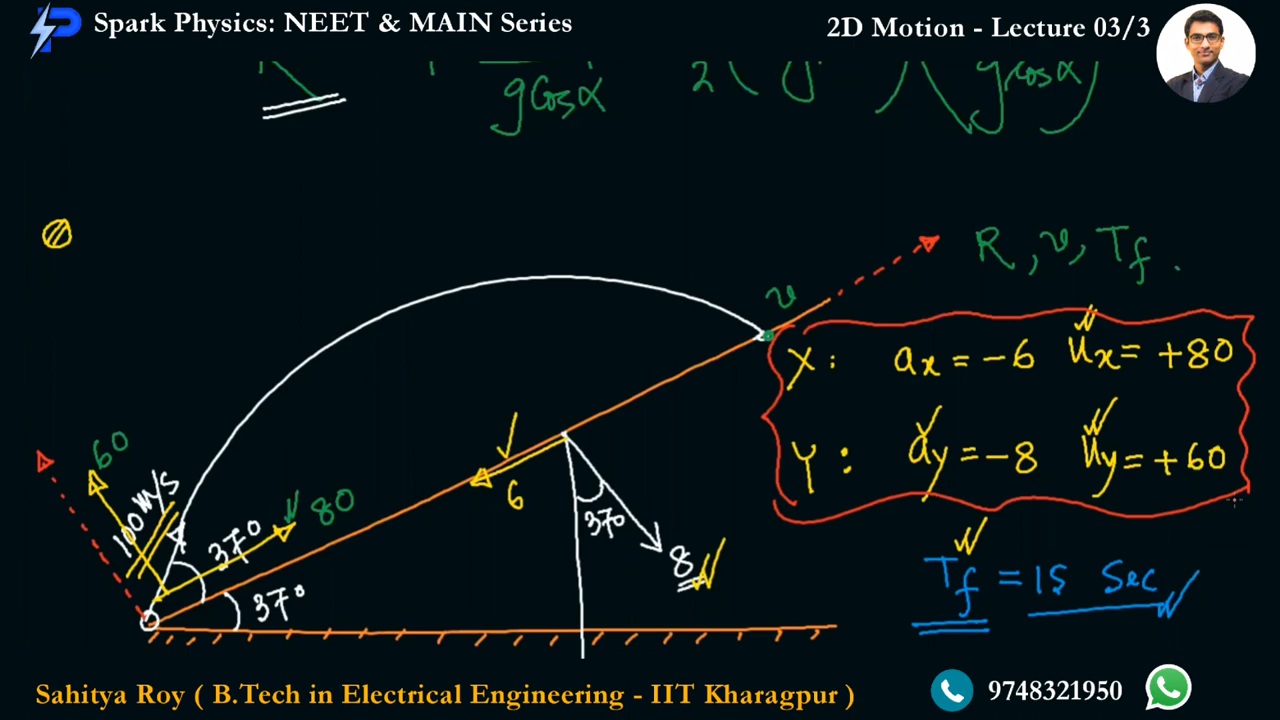 Spark Physics: NEET & MAIN Series
2D Motion - Lecture 03/3
gCosα 2 g gCosα
R, v, Tf.
v
X: ax = -6 ux = +80
Y: ay = -8 uy = +60
60
100 m/s
37°
80
6
37°
8
37°
Tf = 15 Sec
Sahitya Roy ( B.Tech in Electrical Engineering - IIT Kharagpur )
9748321950